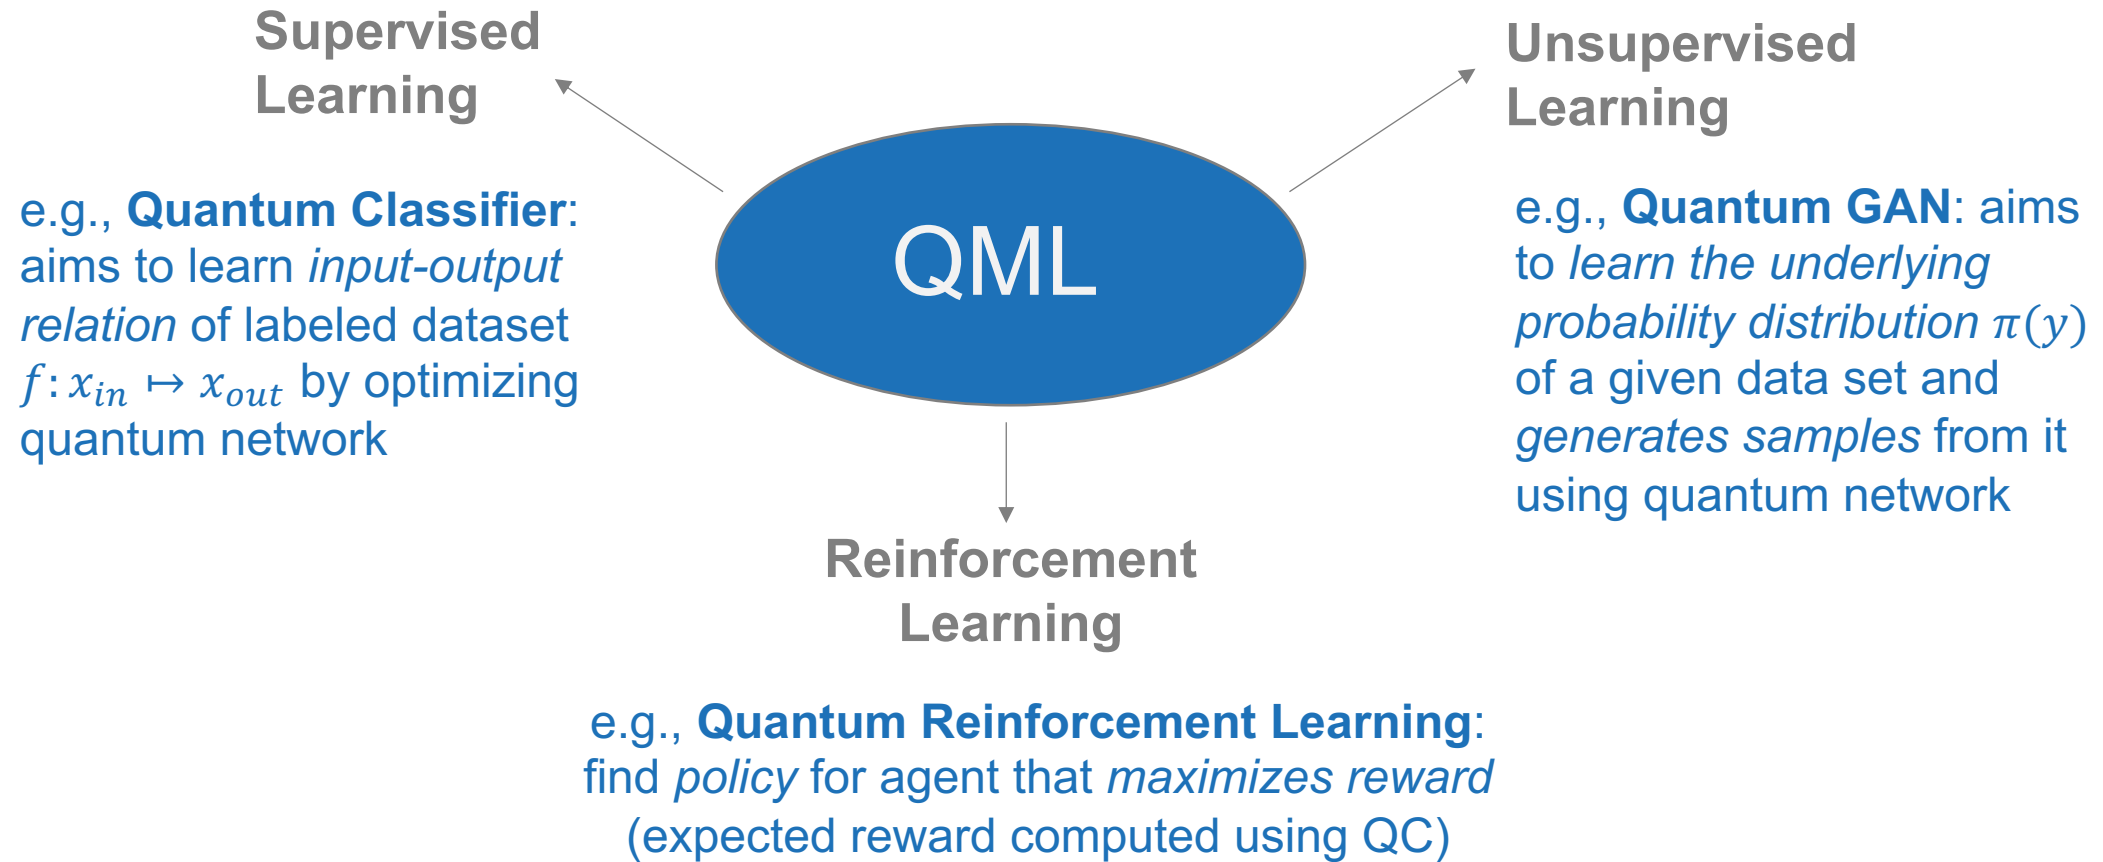 Supervised
Learning
e.g., Quantum Classifier:
aims to learn input-output
relation of labeled dataset
f: x_in ↦ x_out by optimizing
quantum network
QML
Unsupervised
Learning
e.g., Quantum GAN: aims
to learn the underlying
probability distribution π(y)
of a given data set and
generates samples from it
using quantum network
Reinforcement
Learning
e.g., Quantum Reinforcement Learning:
find policy for agent that maximizes reward
(expected reward computed using QC)